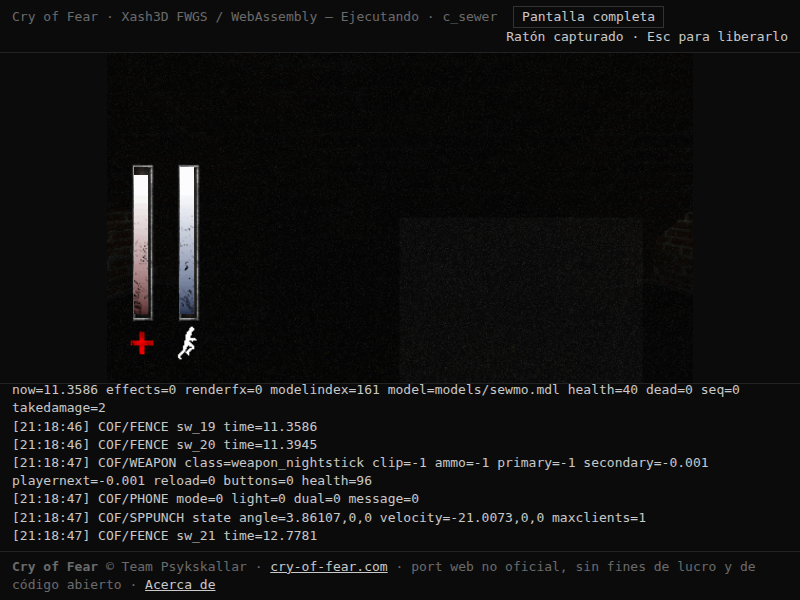 Cry of Fear · Xash3D FWGS / WebAssembly — Ejecutando · c_sewer
Pantalla completa
Ratón capturado · Esc para liberarlo
now=11.3586 effects=0 renderfx=0 modelindex=161 model=models/sewmo.mdl health=40 dead=0 seq=0
takedamage=2
[21:18:46] COF/FENCE sw_19 time=11.3586
[21:18:46] COF/FENCE sw_20 time=11.3945
[21:18:47] COF/WEAPON class=weapon_nightstick clip=-1 ammo=-1 primary=-1 secondary=-0.001
playernext=-0.001 reload=0 buttons=0 health=96
[21:18:47] COF/PHONE mode=0 light=0 dual=0 message=0
[21:18:47] COF/SPPUNCH state angle=3.86107,0,0 velocity=-21.0073,0,0 maxclients=1
[21:18:47] COF/FENCE sw_21 time=12.7781
Cry of Fear © Team Psykskallar · cry-of-fear.com · port web no oficial, sin fines de lucro y de
código abierto · Acerca de